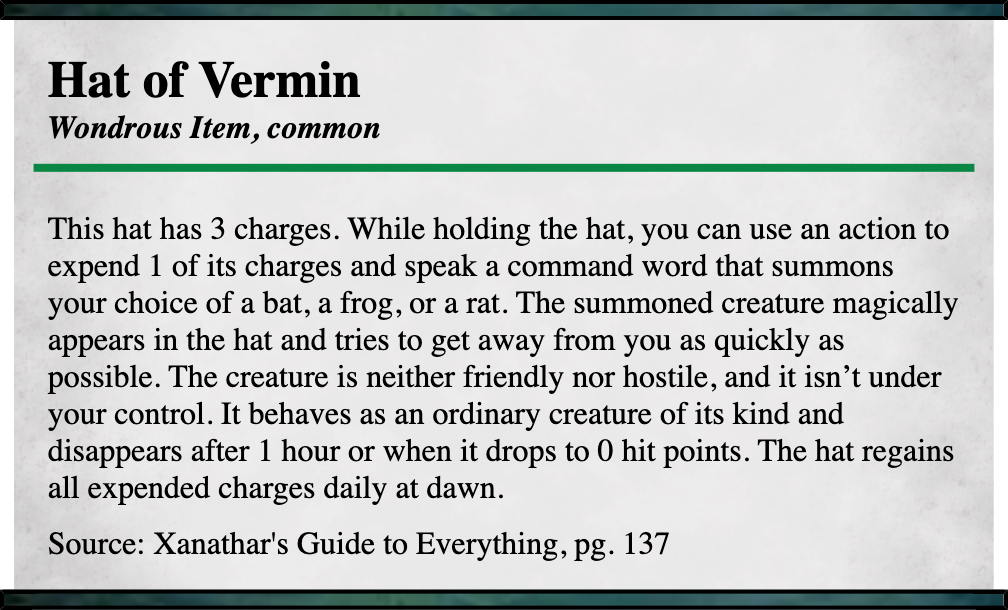 Hat of Vermin
Wondrous Item, common
This hat has 3 charges. While holding the hat, you can use an action to
expend 1 of its charges and speak a command word that summons
your choice of a bat, a frog, or a rat. The summoned creature magically
appears in the hat and tries to get away from you as quickly as
possible. The creature is neither friendly nor hostile, and it isn’t under
your control. It behaves as an ordinary creature of its kind and
disappears after 1 hour or when it drops to 0 hit points. The hat regains
all expended charges daily at dawn.
Source: Xanathar's Guide to Everything, pg. 137